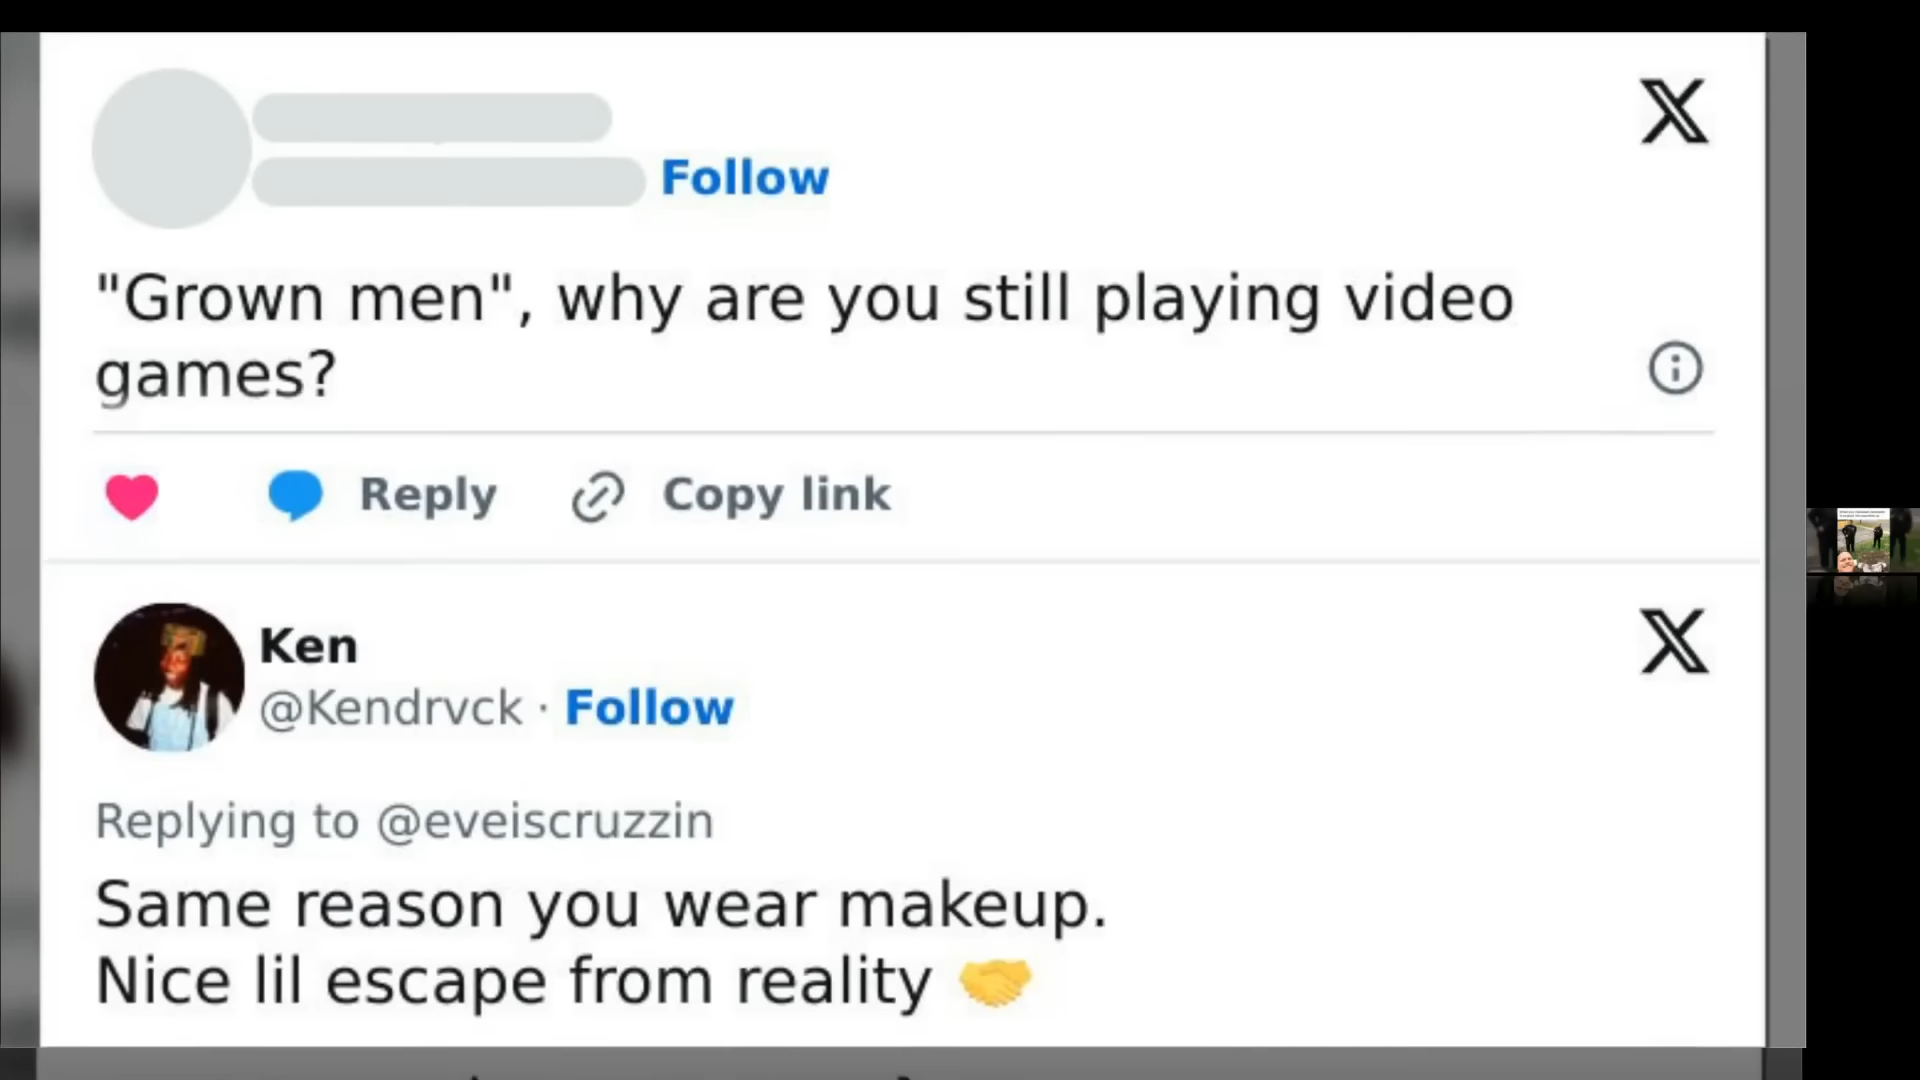 Follow
"Grown men", why are you still playing video
games?
Reply
Copy link
Ken
@Kendrvck · Follow
Replying to @eveiscruzzin
Same reason you wear makeup.
Nice lil escape from reality 🤝